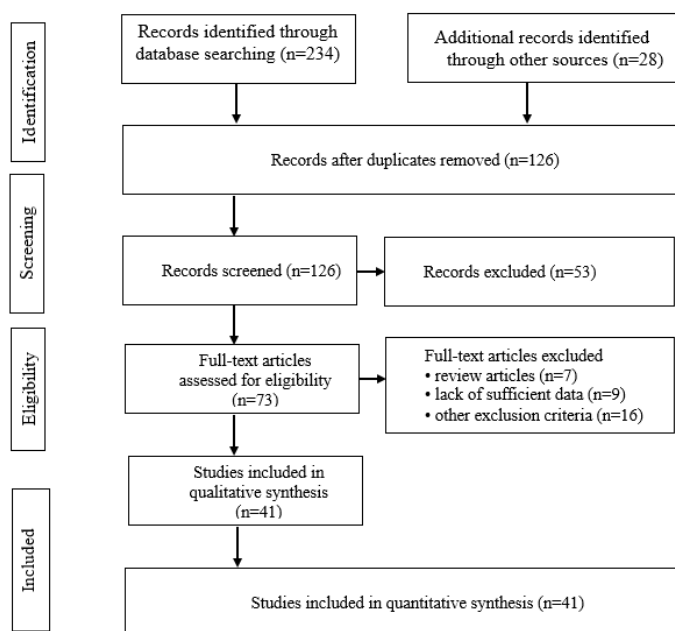 Identification
Records identified through
database searching (n=234)
Additional records identified
through other sources (n=28)
Records after duplicates removed (n=126)
Screening
Records screened (n=126)
Records excluded (n=53)
Eligibility
Full-text articles
assessed for eligibility
(n=73)
Full-text articles excluded
• review articles (n=7)
• lack of sufficient data (n=9)
• other exclusion criteria (n=16)
Included
Studies included in
qualitative synthesis
(n=41)
Studies included in quantitative synthesis (n=41)